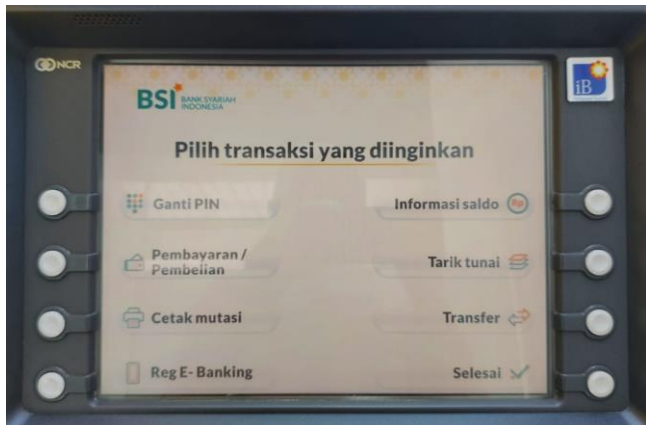 NCR
iB
BSI BANK SYARIAH
INDONESIA
Pilih transaksi yang diinginkan
Ganti PIN
Informasi saldo Rp
Pembayaran /
Pembelian
Tarik tunai
Cetak mutasi
Transfer
Reg E- Banking
Selesai